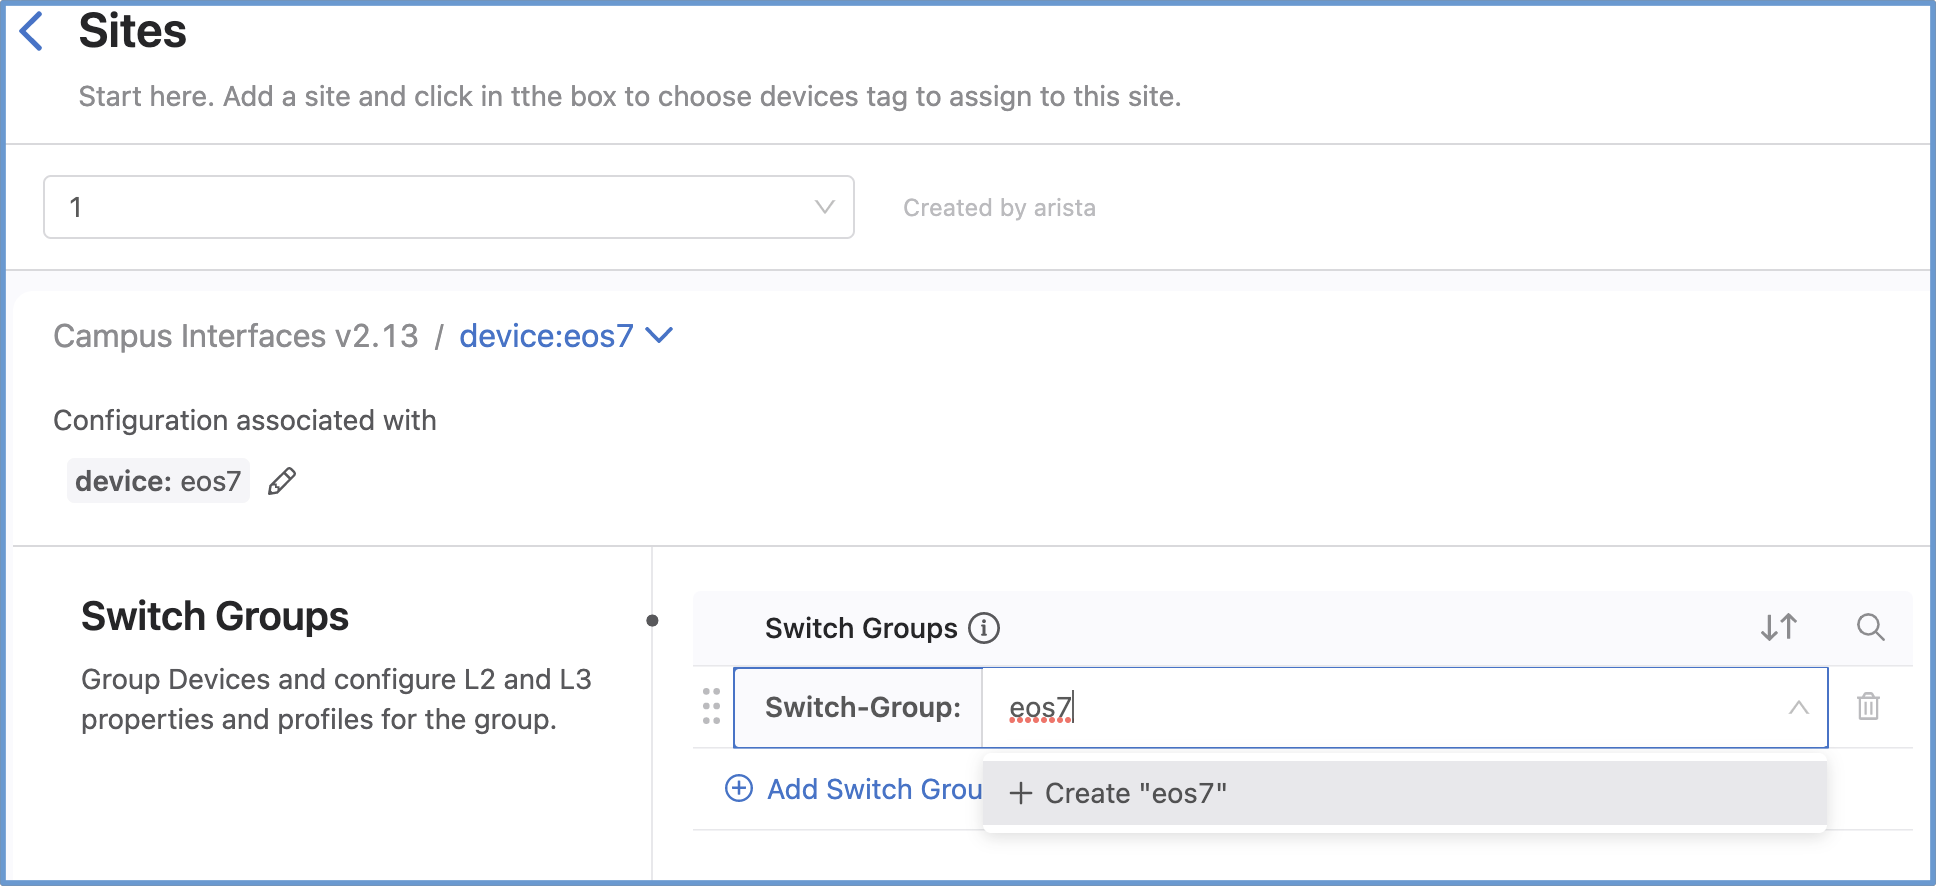 Sites
Start here. Add a site and click in tthe box to choose devices tag to assign to this site.
1
Created by arista
Campus Interfaces v2.13 / device:eos7
Configuration associated with
device: eos7
Switch Groups
Group Devices and configure L2 and L3
properties and profiles for the group.
Switch Groups
Switch-Group: eos7
Add Switch Grou
+ Create "eos7"